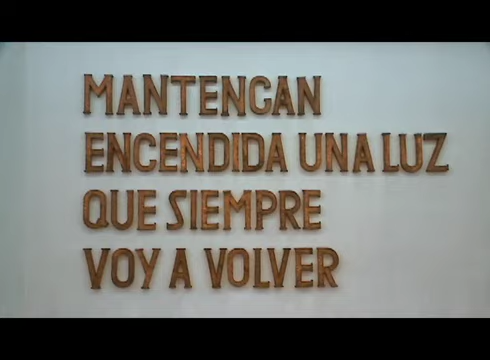 MANTENGAN
ENCENDIDA UNA LUZ
QUE SIEMPRE
VOY A VOLVER